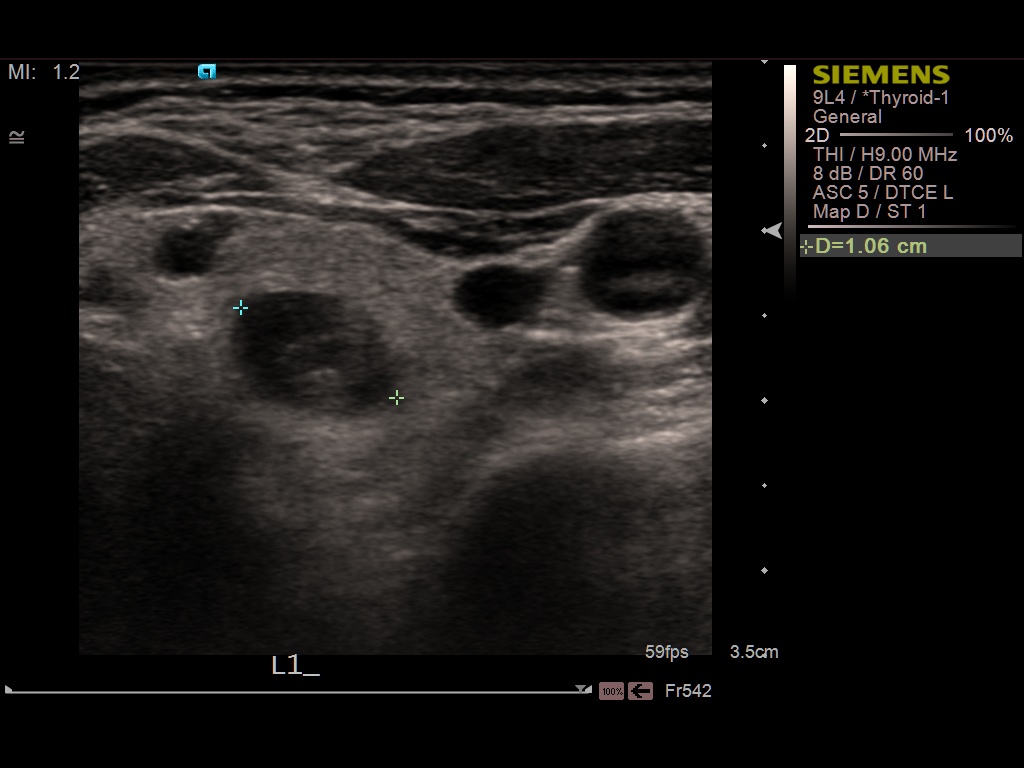 MI: 1.2
SIEMENS
9L4 / *Thyroid-1
General
2D 100%
THI / H9.00 MHz
8 dB / DR 60
ASC 5 / DTCE L
Map D / ST 1
D=1.06 cm
59fps 3.5cm
L1_
100% Fr542